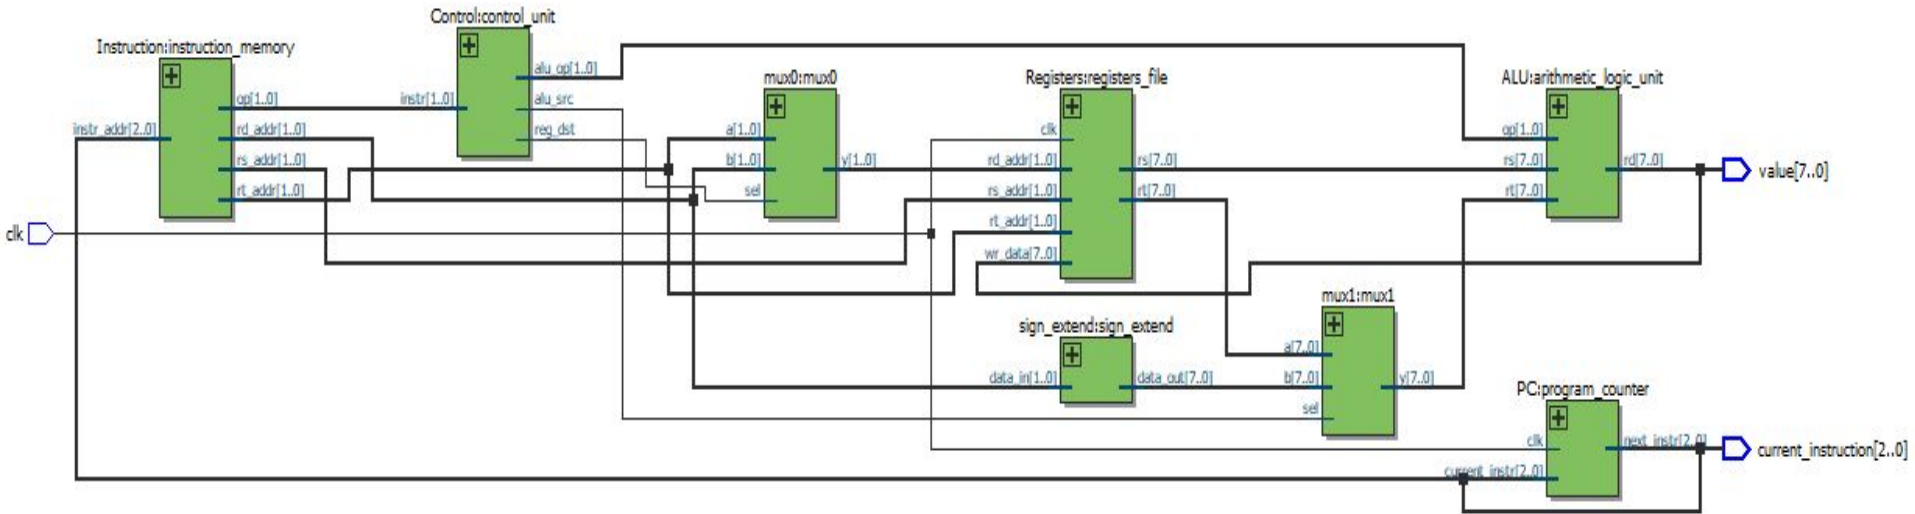 Control:control_unit
Instruction:instruction_memory
alu_op[1..0]
mux0:mux0
Registers:registers_file
ALU:arithmetic_logic_unit
op[1..0]
instr[1..0]
alu_src
instr_addr[2..0]
rd_addr[1..0]
reg_dst
a[1..0]
clk
op[1..0]
rs_addr[1..0]
b[1..0]
y[1..0]
rd_addr[1..0]
rs[7..0]
rs[7..0]
rd[7..0]
value[7..0]
rt_addr[1..0]
sel
rs_addr[1..0]
rt[7..0]
rt[7..0]
clk
rt_addr[1..0]
wr_data[7..0]
mux1:mux1
sign_extend:sign_extend
a[7..0]
data_in[1..0]
data_out[7..0]
b[7..0]
y[7..0]
PC:program_counter
sel
clk
next_instr[2..0]
current_instruction[2..0]
current_instr[2..0]